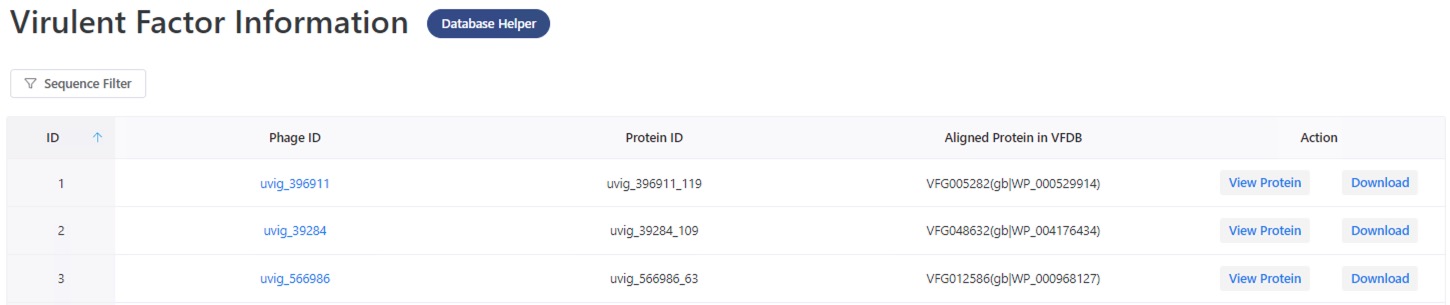 Virulent Factor Information Database Helper
Sequence Filter
ID Phage ID Protein ID Aligned Protein in VFDB Action
1 uvig_396911 uvig_396911_119 VFG005282(gb|WP_000529914) View Protein Download
2 uvig_39284 uvig_39284_109 VFG048632(gb|WP_004176434) View Protein Download
3 uvig_566986 uvig_566986_63 VFG012586(gb|WP_000968127) View Protein Download